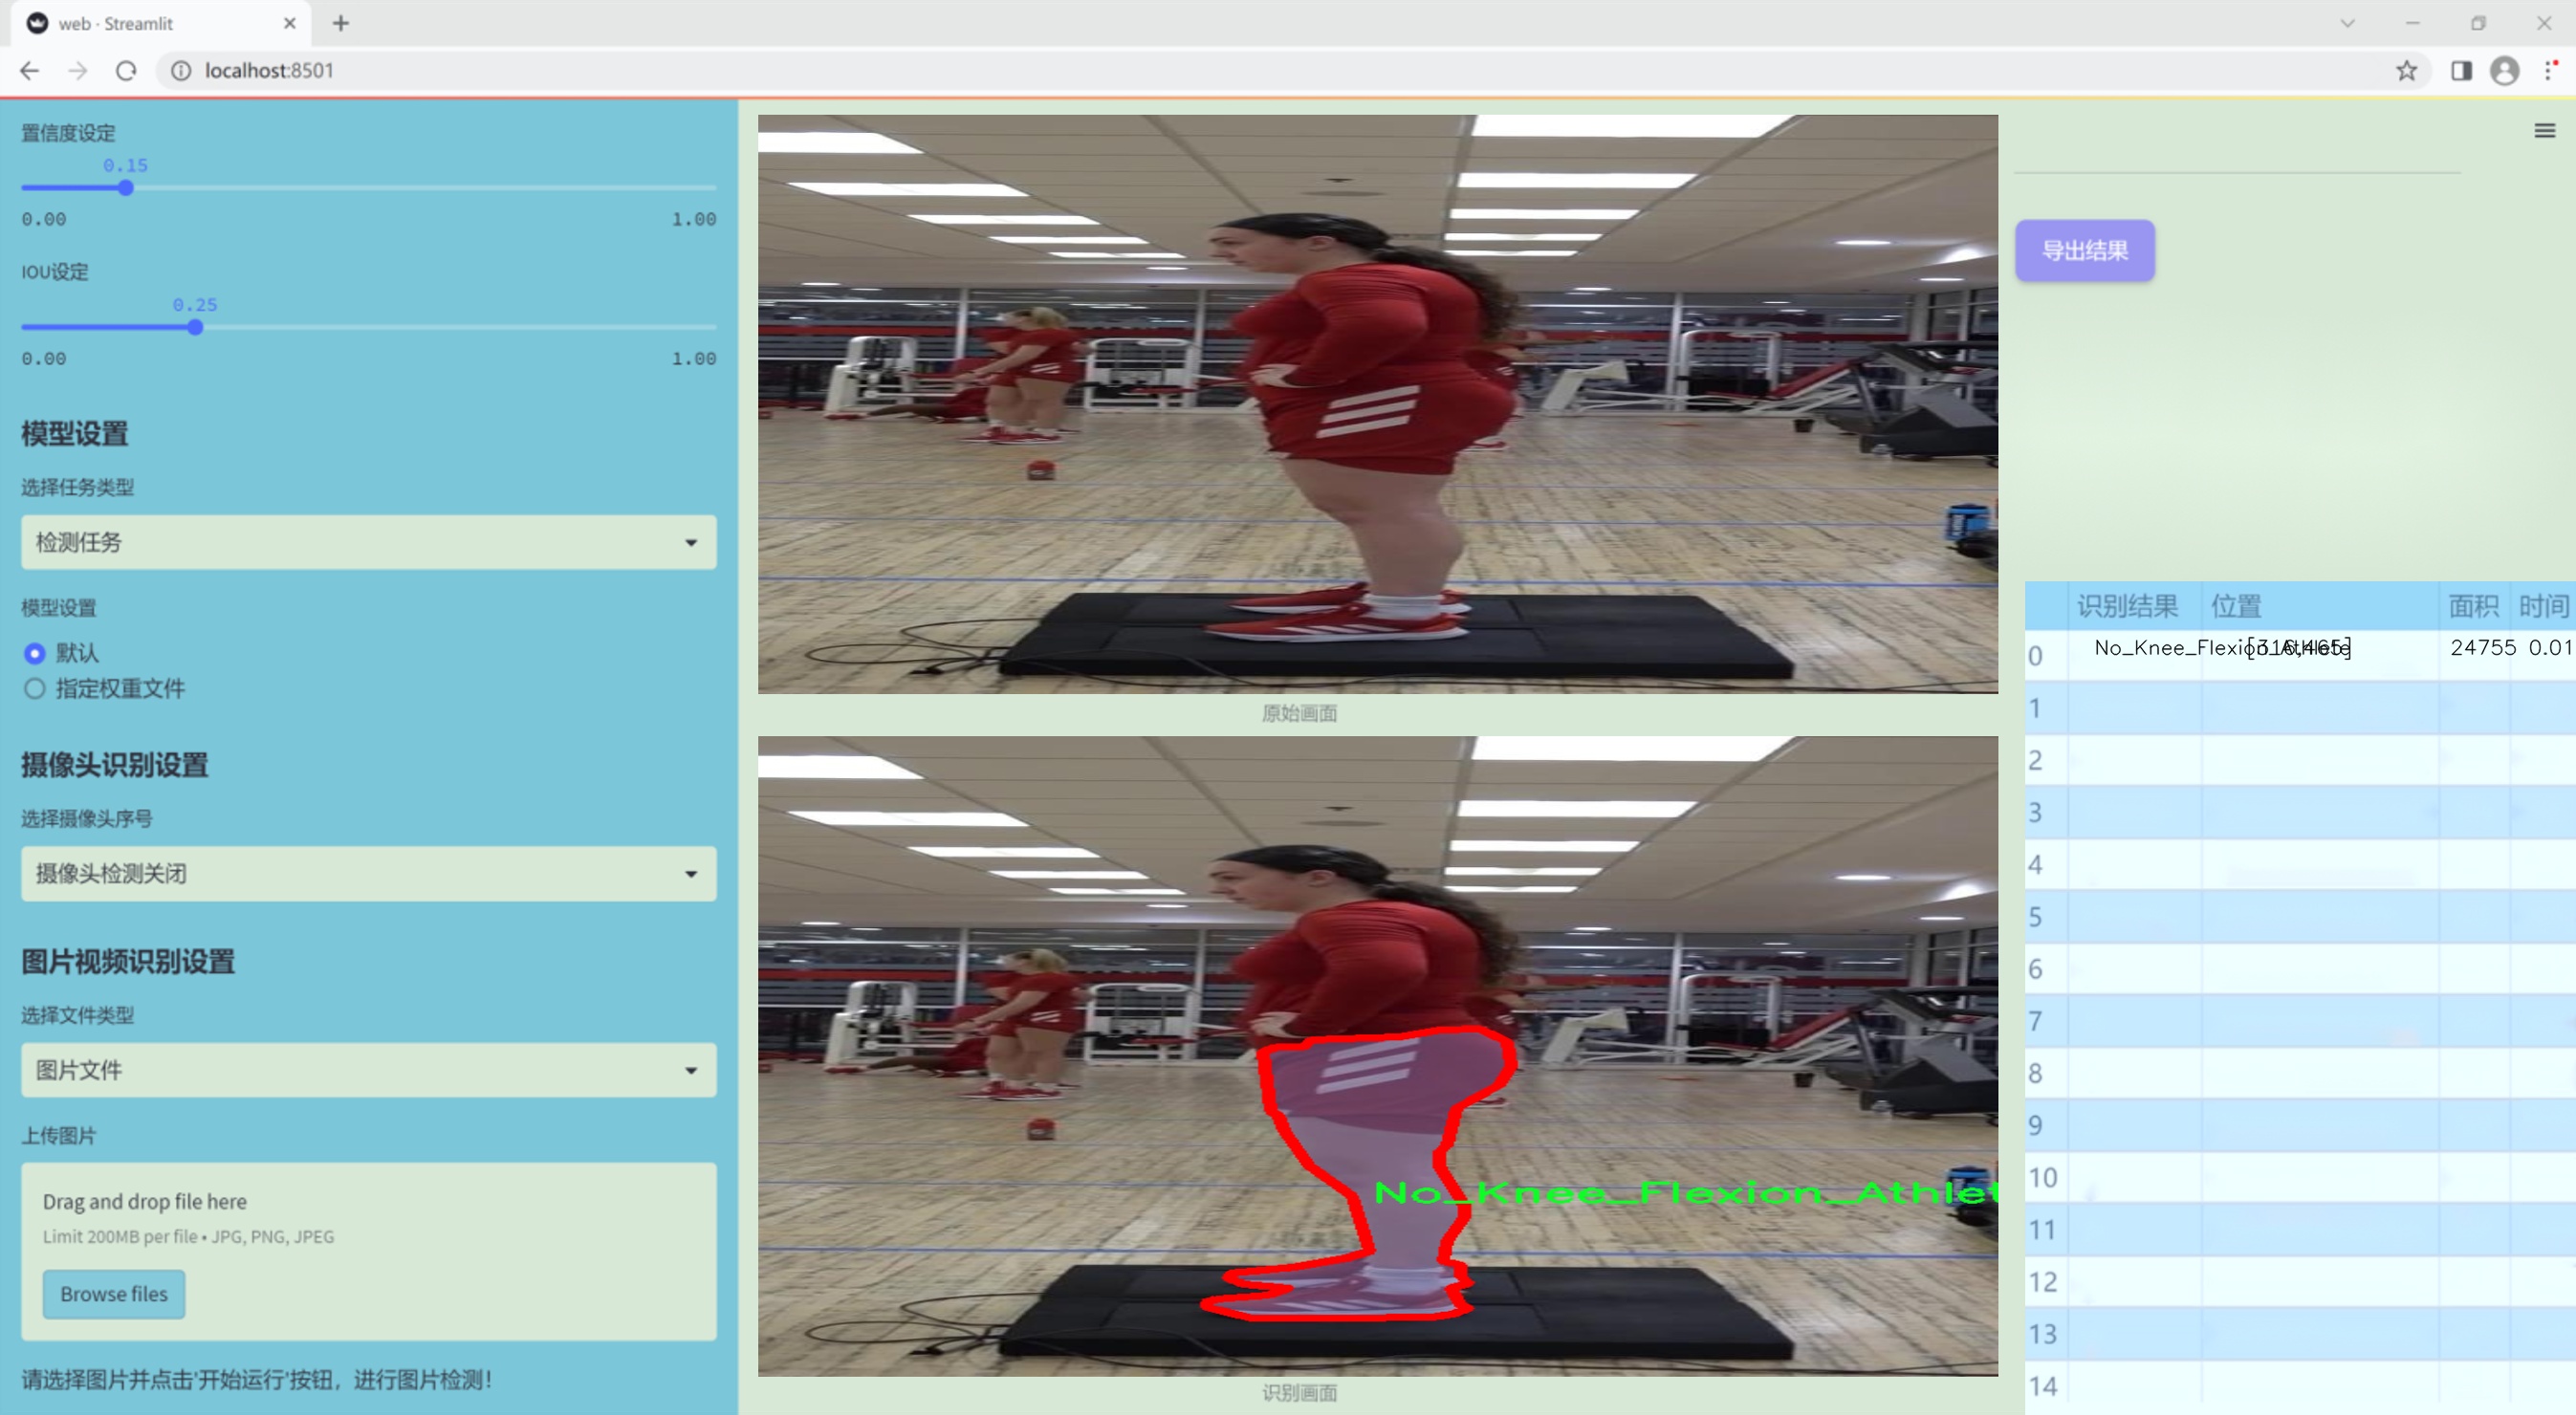 web · Streamlit
localhost:8501
置信度设定
0.15
0.00
1.00
IOU设定
0.25
0.00
1.00
模型设置
选择任务类型
检测任务
模型设置
默认
指定权重文件
摄像头识别设置
选择摄像头序号
摄像头检测关闭
图片视频识别设置
选择文件类型
图片文件
上传图片
Drag and drop file here
Limit 200MB per file • JPG, PNG, JPEG
Browse files
请选择图片并点击'开始运行'按钮，进行图片检测！
原始画面
No_Knee_Flexion_Athlet
识别画面
导出结果
识别结果 位置 面积 时间
0 No_Knee_Flexion_Athlete [316,465] 24755 0.01
1
2
3
4
5
6
7
8
9
10
11
12
13
14